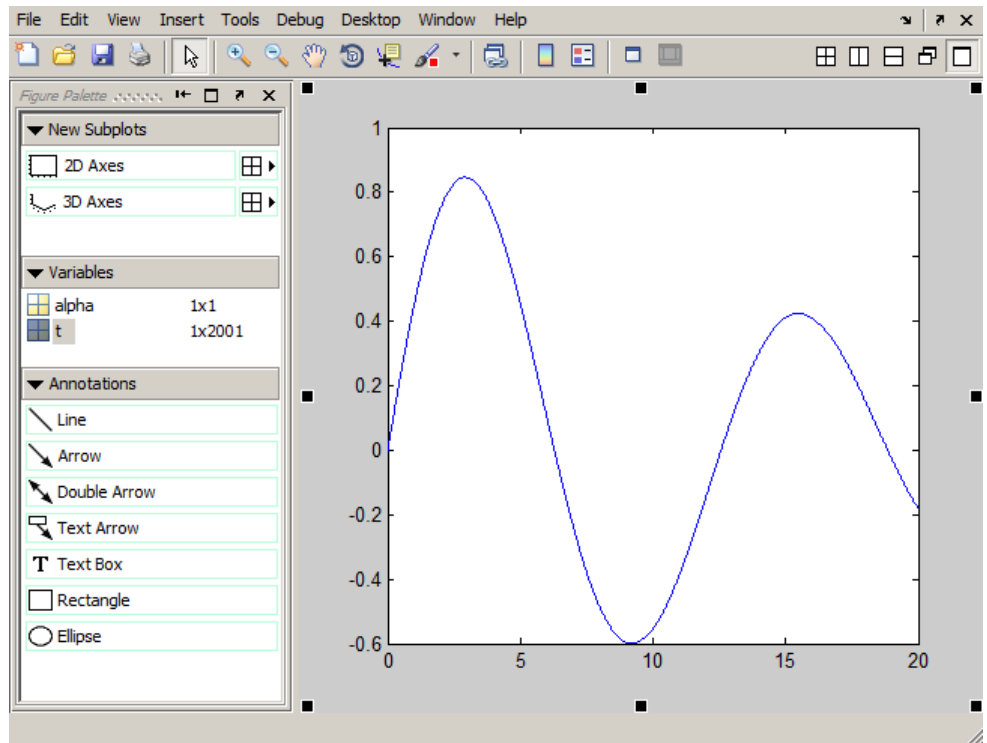 File Edit View Insert Tools Debug Desktop Window Help
Figure Palette
New Subplots
2D Axes
3D Axes
Variables
alpha 1x1
t 1x2001
Annotations
Line
Arrow
Double Arrow
Text Arrow
T Text Box
Rectangle
Ellipse
1
0.8
0.6
0.4
0.2
0
-0.2
-0.4
-0.6
0 5 10 15 20